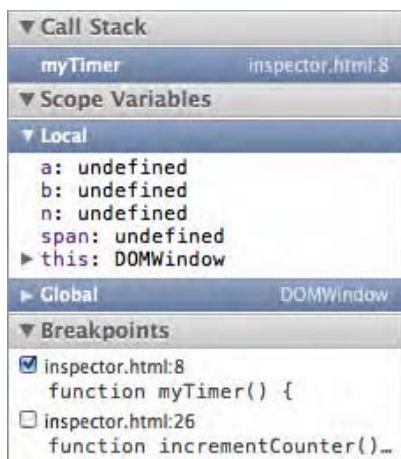 Call Stack
myTimer inspector.html:8
Scope Variables
Local
a: undefined
b: undefined
n: undefined
span: undefined
this: DOMWindow
Global DOMWindow
Breakpoints
inspector.html:8
function myTimer() {
inspector.html:26
function incrementCounter()…